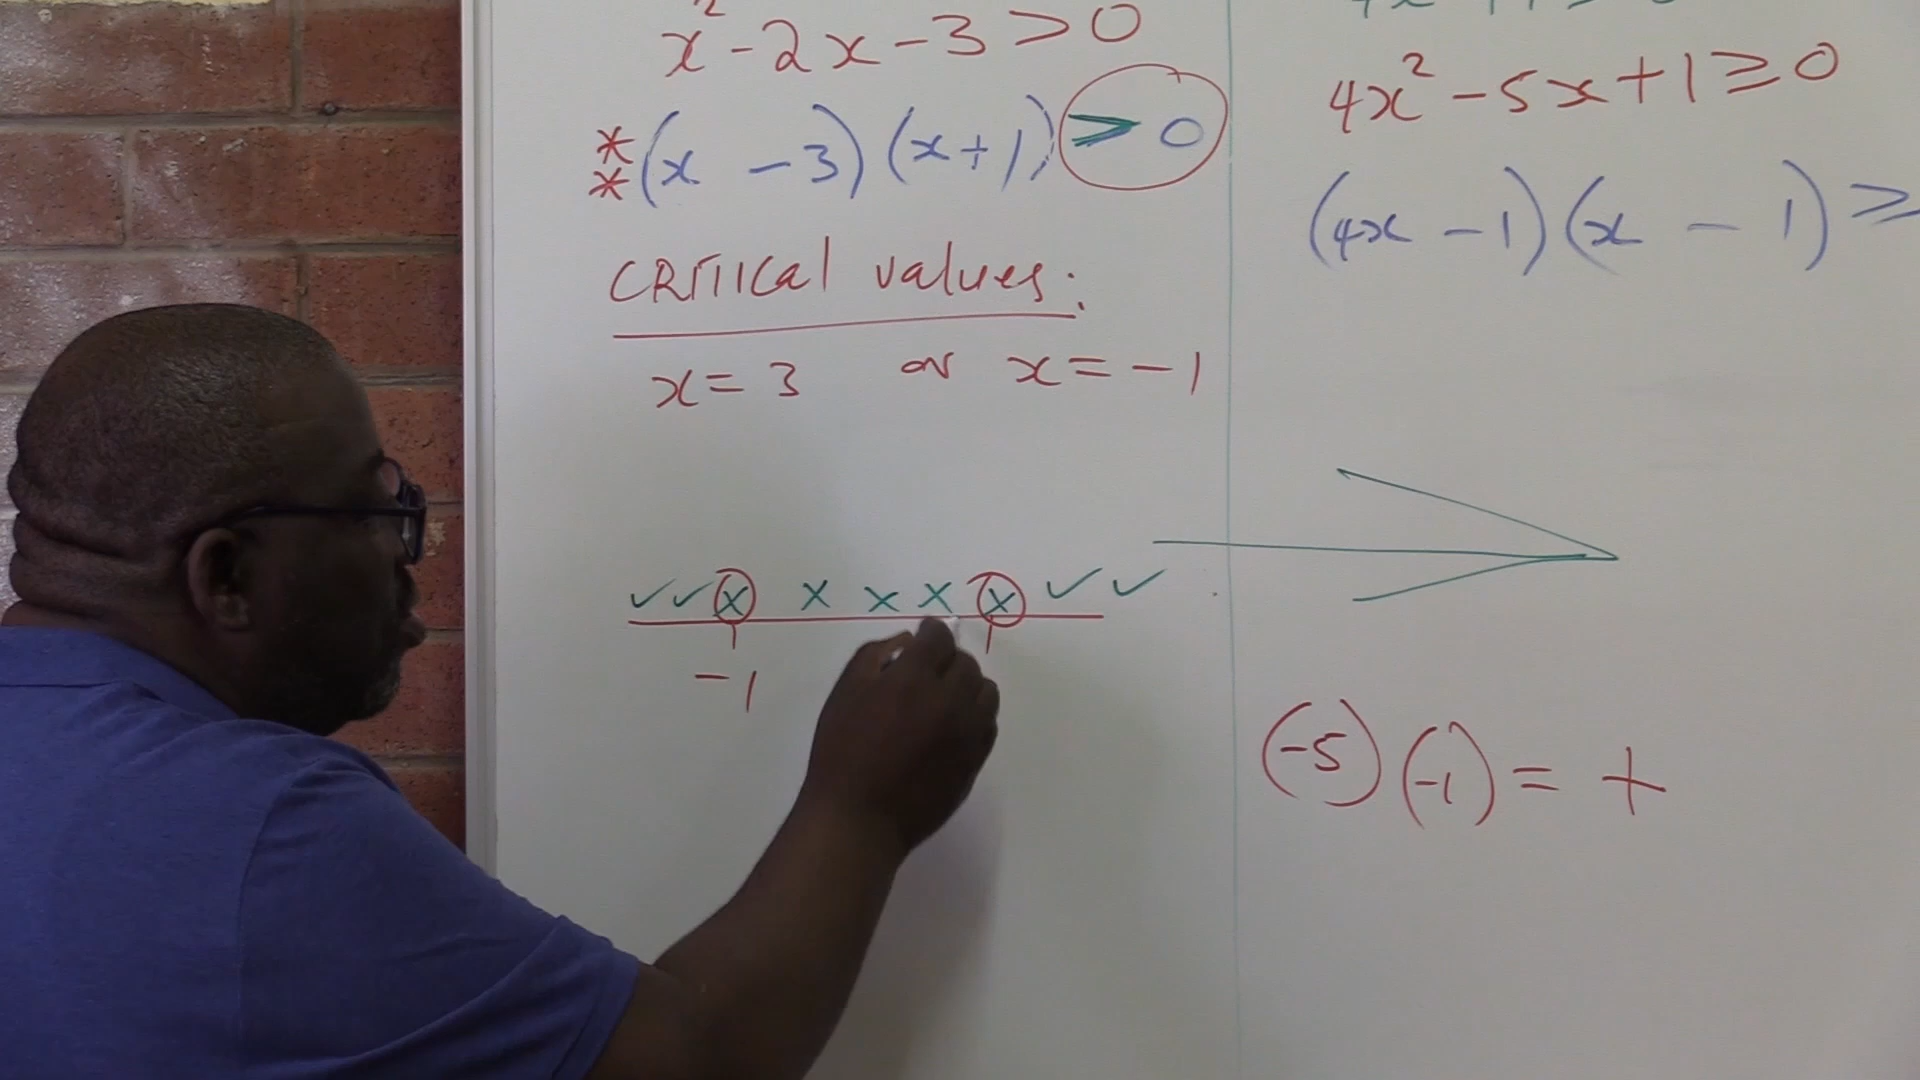 x² - 2x - 3 > 0
** (x - 3) (x + 1) > 0
CRITICal values:
x = 3 or x = -1
✓ ✓ x x x x x ✓ ✓
-1
4x² - 5x + 1 ≥ 0
(4x - 1) (x - 1) ≥
(-5) (-1) = +